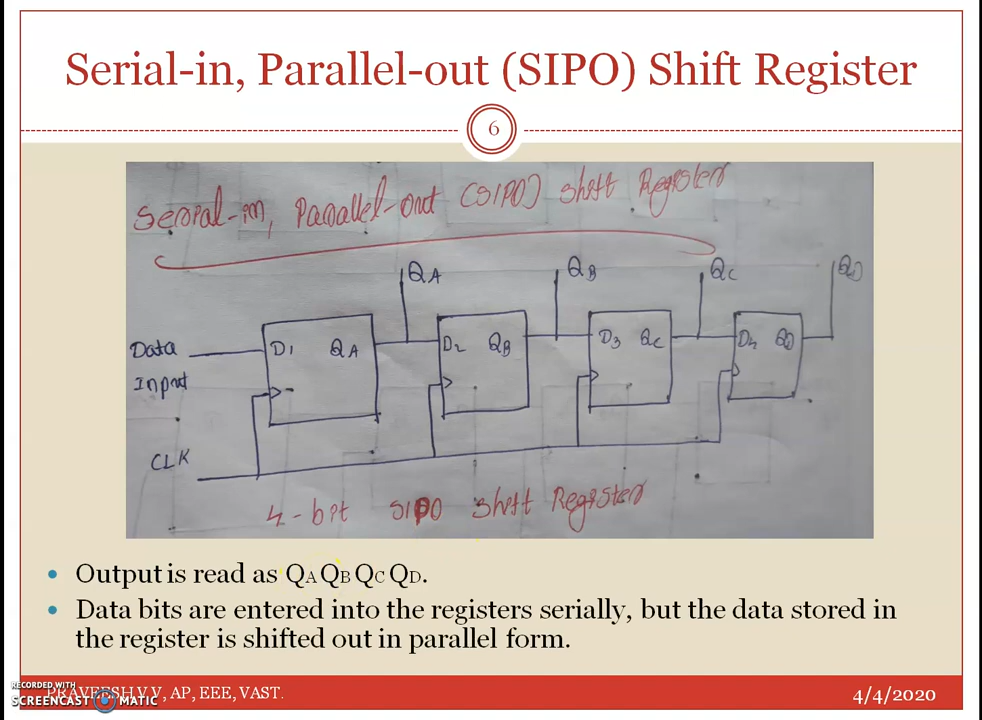 Serial-in, Parallel-out (SIPO) Shift Register
6
Serial-in, Parallel-out (SIPO) Shift Register
QA QB QC QD
Data D1 QA D2 QB D3 QC D4 QD
Input
CLK
4-bit SIPO Shift Register
• Output is read as QA QB QC QD.
• Data bits are entered into the registers serially, but the data stored in
the register is shifted out in parallel form.
RECORDED WITH
SCREENCAST MATIC
PRAVEESH V.V, AP, EEE, VAST.
4/4/2020